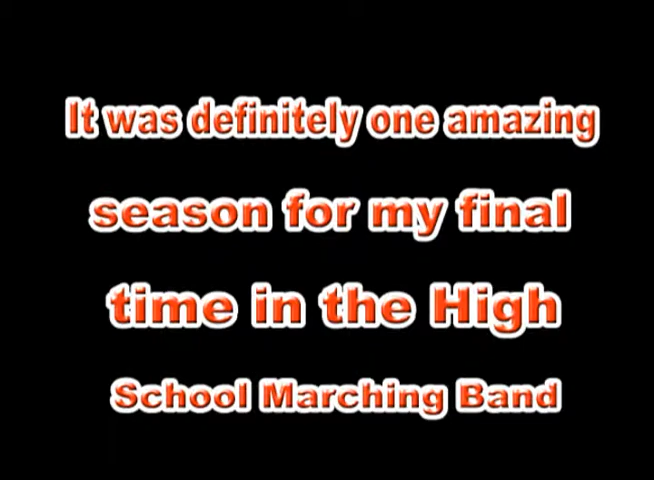 It was definitely one amazing
season for my final
time in the High
School Marching Band